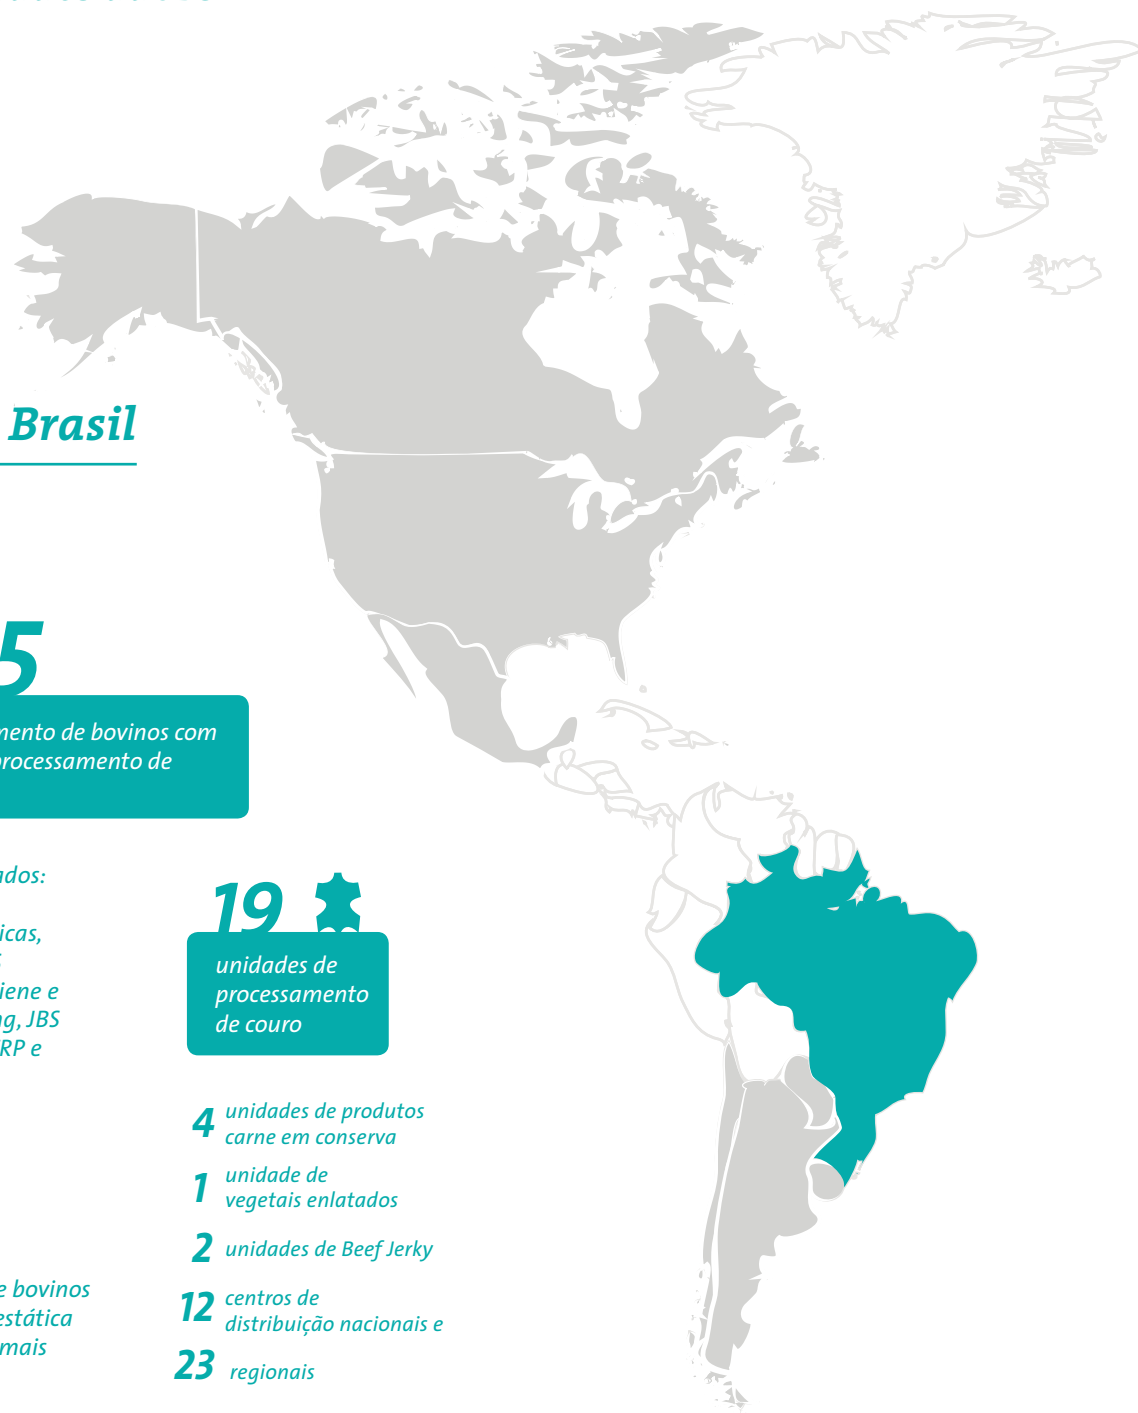 Brasil
5
mento de bovinos com
processamento de
ados:
icas,
iene e
ng, JBS
RP e
e bovinos
estática
mais
19
unidades de
processamento
de couro
4 unidades de produtos
carne em conserva
1 unidade de
vegetais enlatados
2 unidades de Beef Jerky
12 centros de
distribuição nacionais e
23 regionais